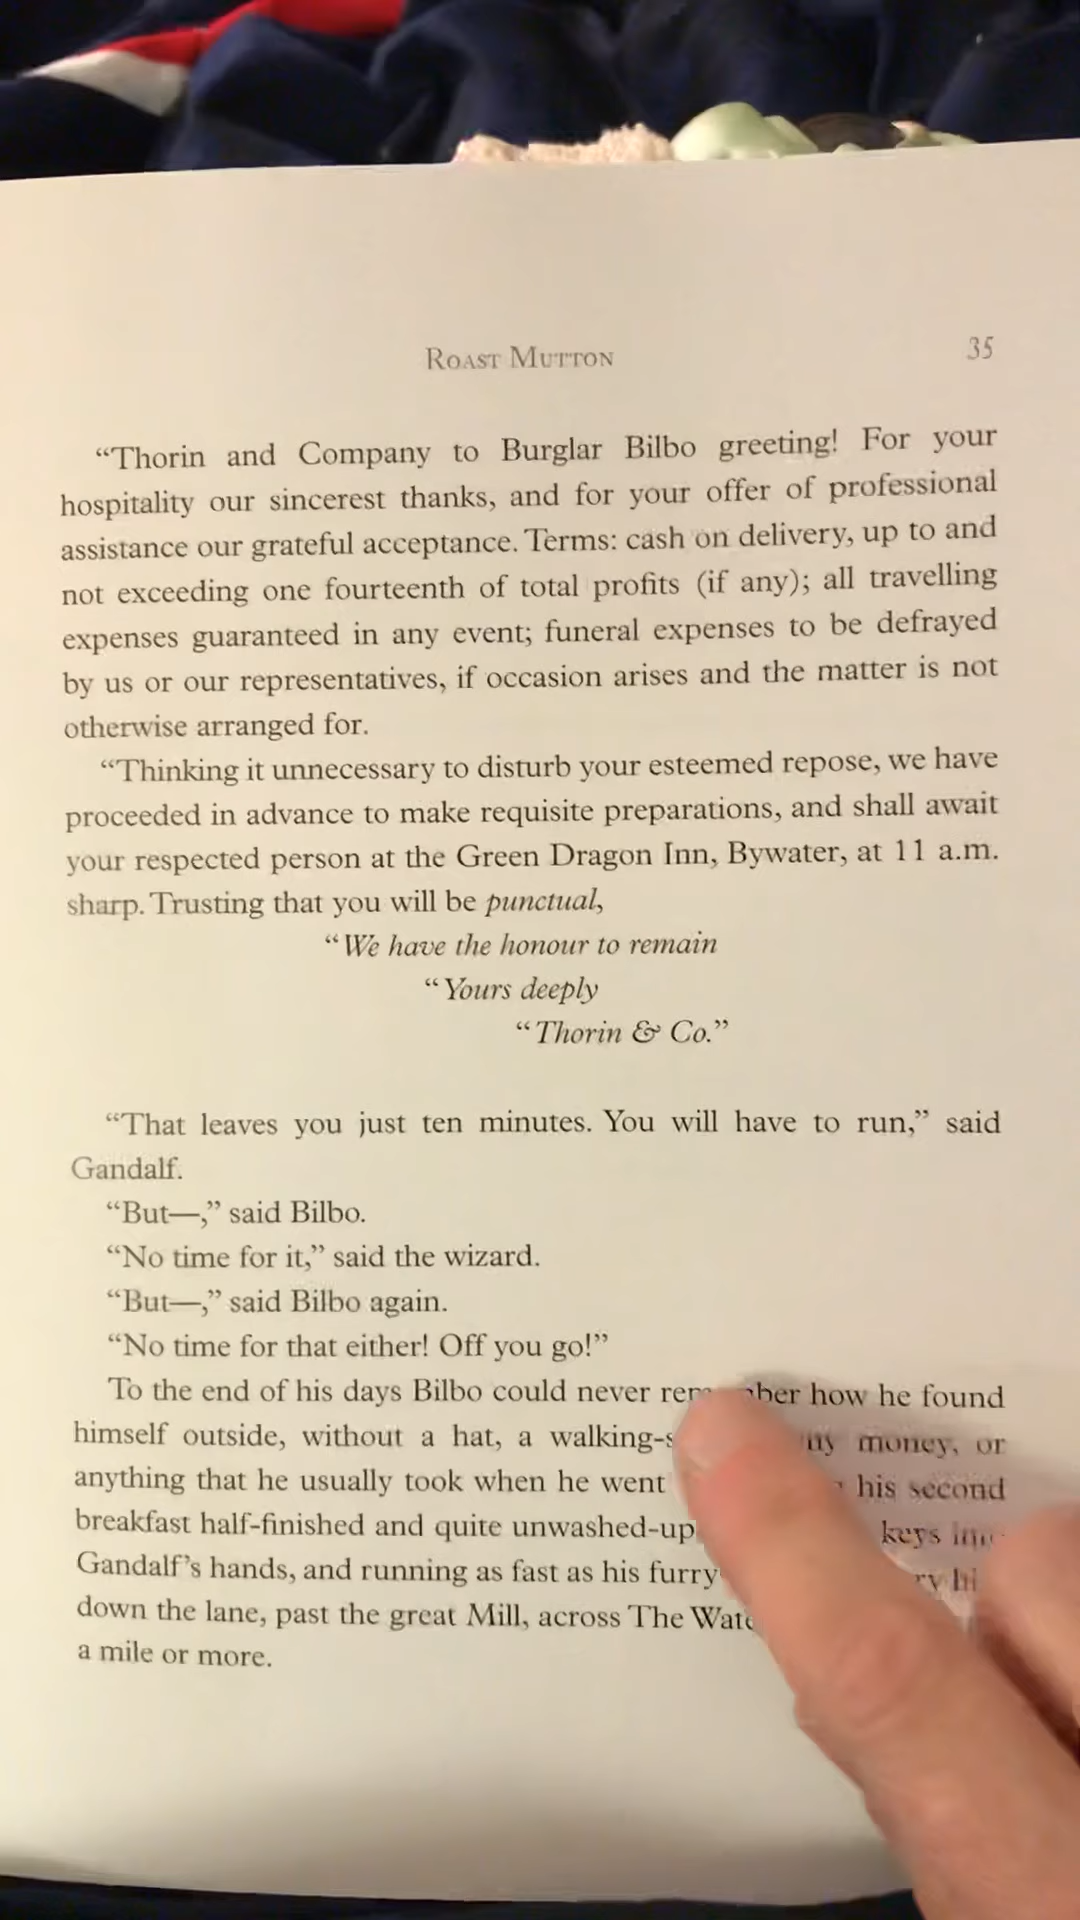 ROAST MUTTON
35
“Thorin and Company to Burglar Bilbo greeting! For your
hospitality our sincerest thanks, and for your offer of professional
assistance our grateful acceptance. Terms: cash on delivery, up to and
not exceeding one fourteenth of total profits (if any); all travelling
expenses guaranteed in any event; funeral expenses to be defrayed
by us or our representatives, if occasion arises and the matter is not
otherwise arranged for.
“Thinking it unnecessary to disturb your esteemed repose, we have
proceeded in advance to make requisite preparations, and shall await
your respected person at the Green Dragon Inn, Bywater, at 11 a.m.
sharp. Trusting that you will be punctual,
“We have the honour to remain
“Yours deeply
“Thorin & Co.”
“That leaves you just ten minutes. You will have to run,” said
Gandalf.
“But—,” said Bilbo.
“No time for it,” said the wizard.
“But—,” said Bilbo again.
“No time for that either! Off you go!”
To the end of his days Bilbo could never how he found
himself outside, without a hat, a money, or
anything that he usually took when he went his second
breakfast half-finished and quite unwashed-up keys
Gandalf’s hands, and running as fast as his furry
down the lane, past the great Mill, across The
a mile or more.